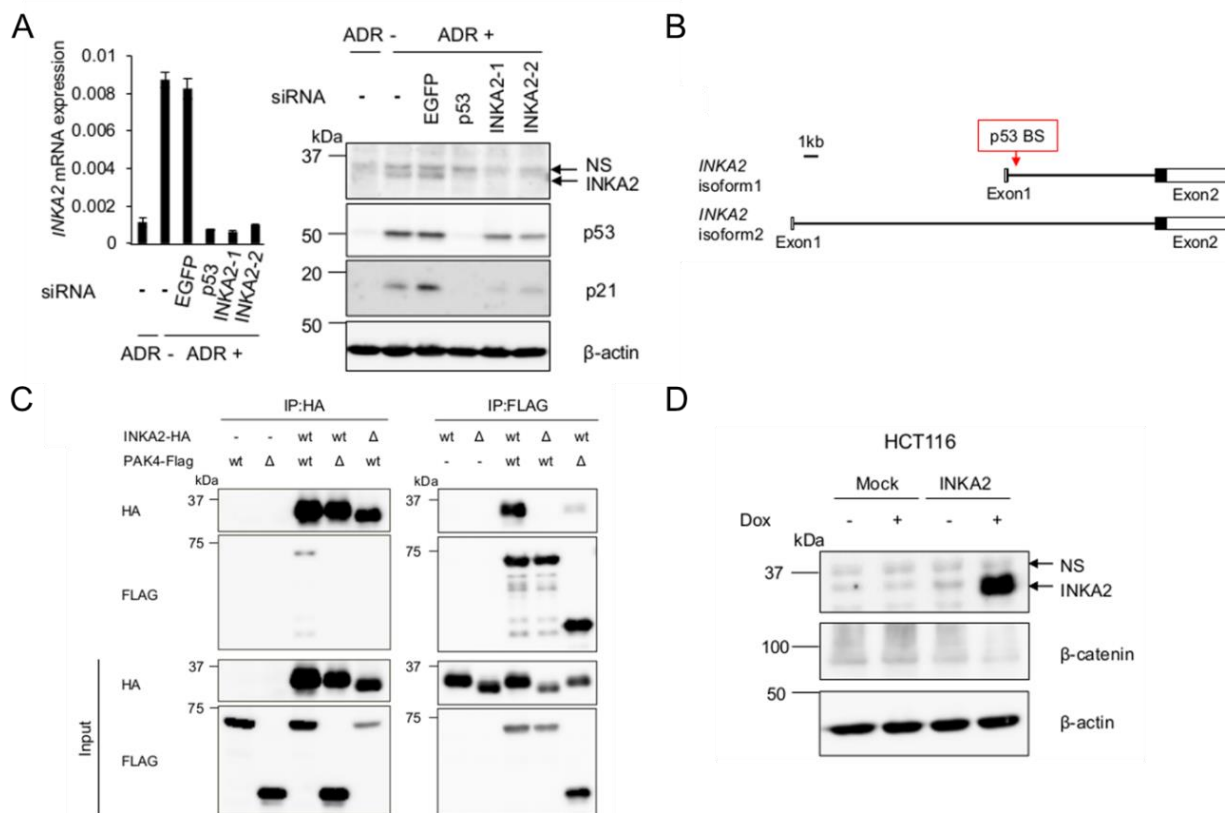 A
INKA2 mRNA expression
0.01
0.008
0.006
0.004
0.002
0
siRNA
-
-
EGFP
p53
INKA2-1
INKA2-2
ADR - ADR +
ADR - ADR +
siRNA
-
-
EGFP
p53
INKA2-1
INKA2-2
kDa
37
NS
INKA2
50
p53
20
p21
50
β-actin
B
1kb
p53 BS
INKA2
isoform1
Exon1
Exon2
INKA2
isoform2
Exon1
Exon2
C
IP:HA
INKA2-HA - - wt wt Δ
PAK4-Flag wt Δ wt Δ wt
kDa
HA
37
75
FLAG
Input
HA
37
75
FLAG
IP:FLAG
wt Δ wt Δ wt
- - wt wt Δ
kDa
37
75
37
75
D
HCT116
Mock INKA2
Dox - + - +
kDa
37
NS
INKA2
100
β-catenin
50
β-actin